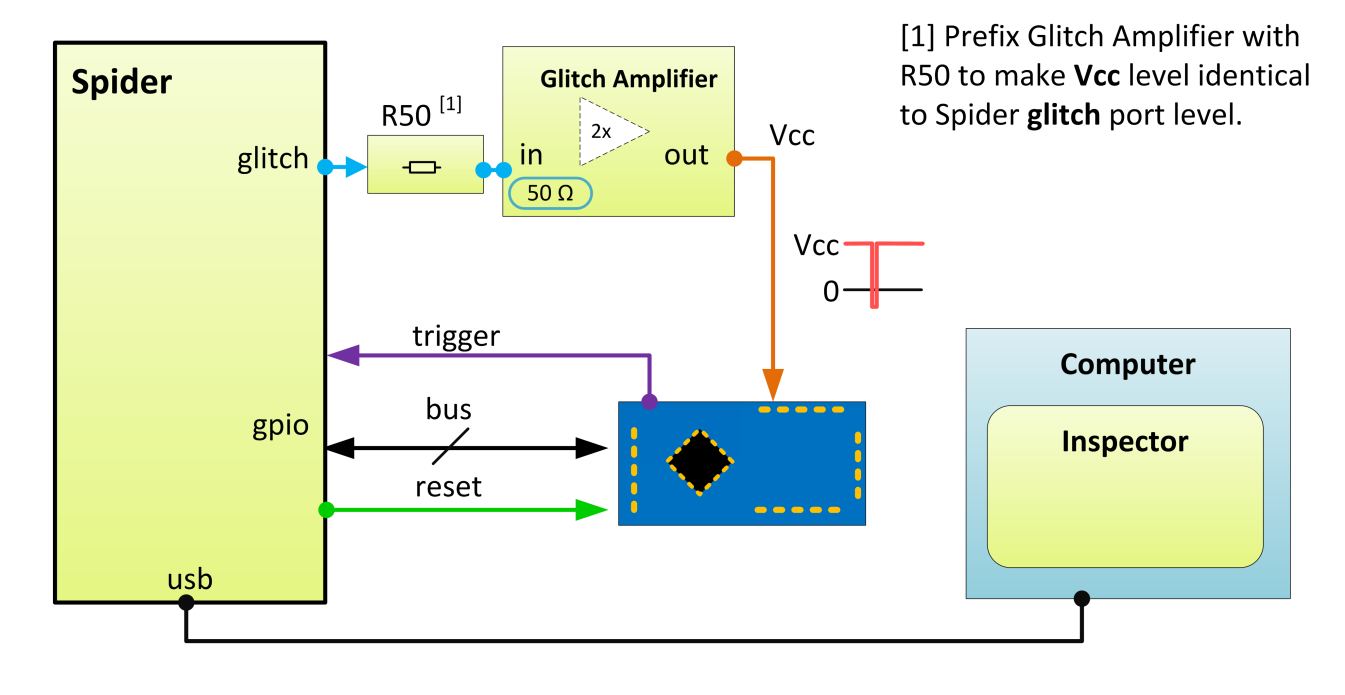 Spider
glitch
R50 [1]
Glitch Amplifier
2x
in
out
50 Ω
Vcc
[1] Prefix Glitch Amplifier with
R50 to make Vcc level identical
to Spider glitch port level.
Vcc
0
trigger
gpio
bus
reset
usb
Computer
Inspector